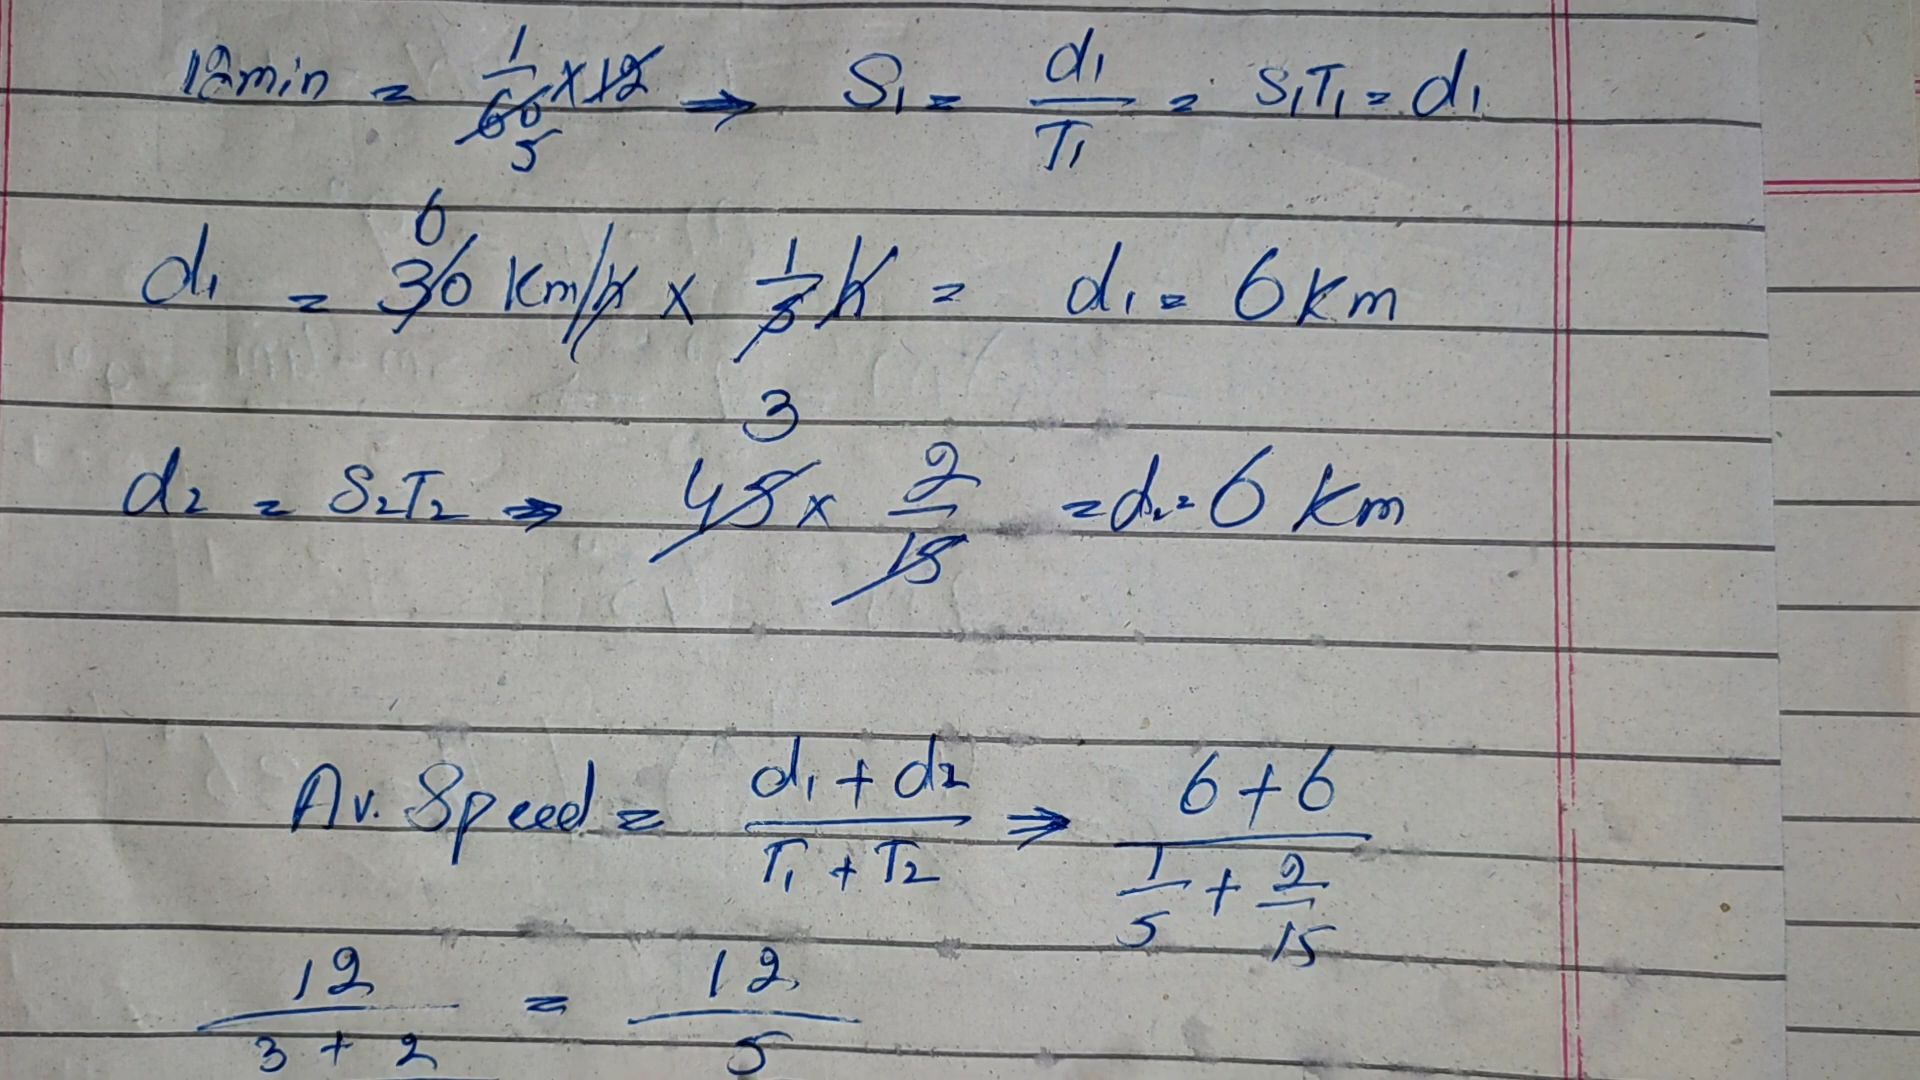 12min = 1/60 x 12 5 ⇒ S₁ = d₁/T₁ = S₁T₁ = d₁
d₁ = 30 6 Km/h x 1/5 h = d₁ = 6 Km
d₂ = S₂T₂ ⇒ 45 3 x 2/15 = d₂ = 6 Km
Av. Speed = d₁ + d₂ / T₁ + T₂ ⇒ 6 + 6 / 1/5 + 2/15
12 / 3 + 2 = 12 / 5